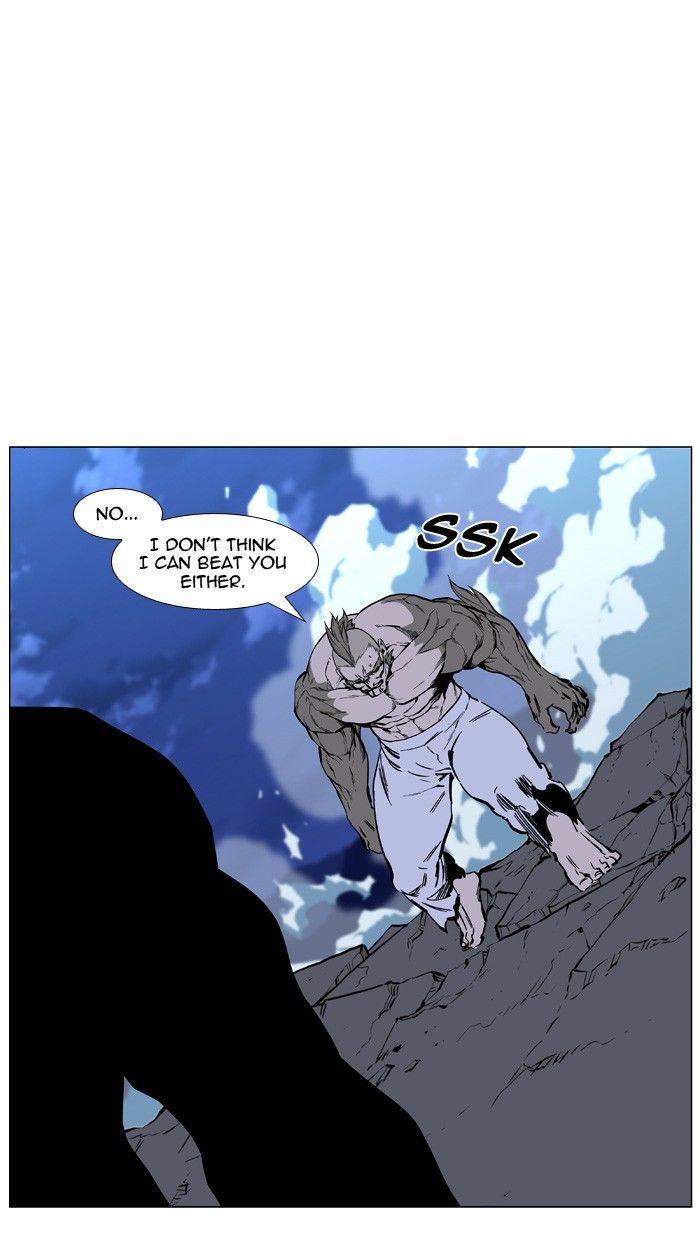 NO...
I DON'T THINK
I CAN BEAT YOU
EITHER.
SSK